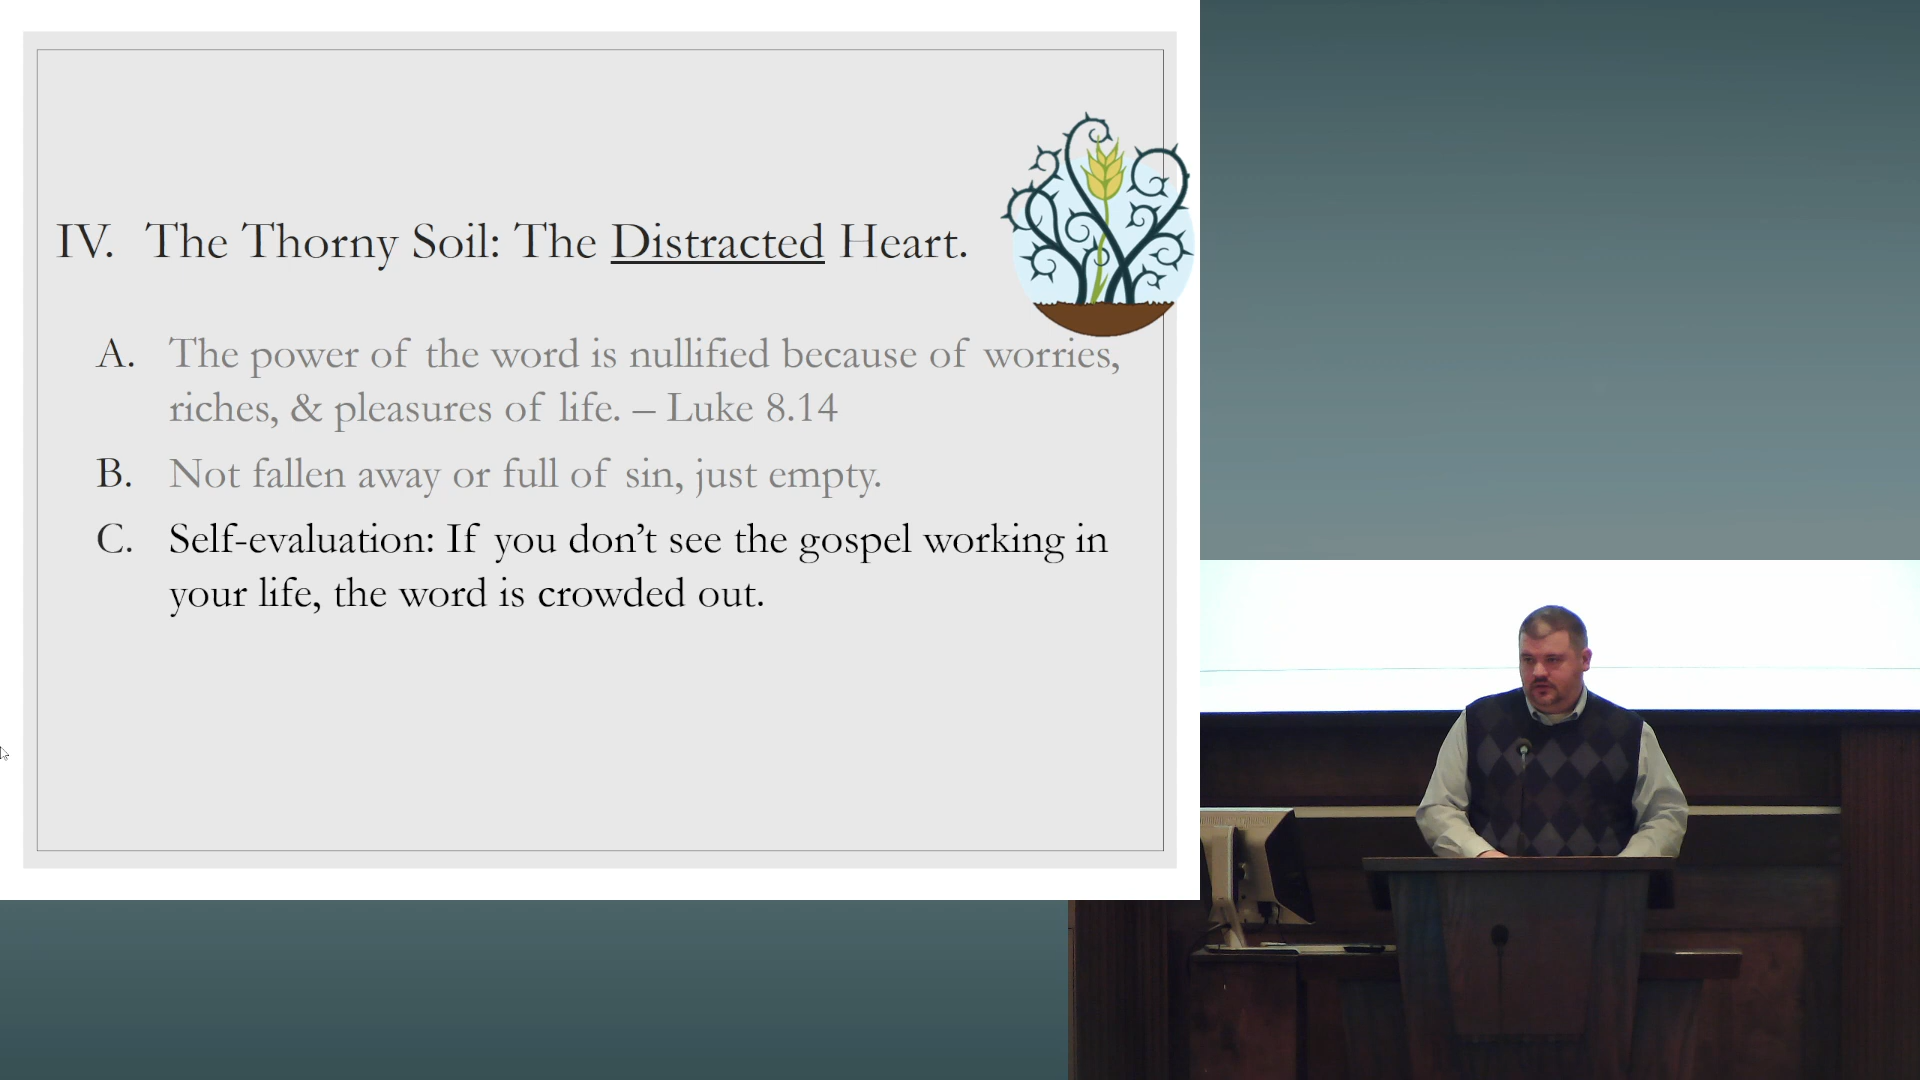 IV. The Thorny Soil: The Distracted Heart.
A. The power of the word is nullified because of worries,
riches, & pleasures of life. – Luke 8.14
B. Not fallen away or full of sin, just empty.
C. Self-evaluation: If you don’t see the gospel working in
your life, the word is crowded out.